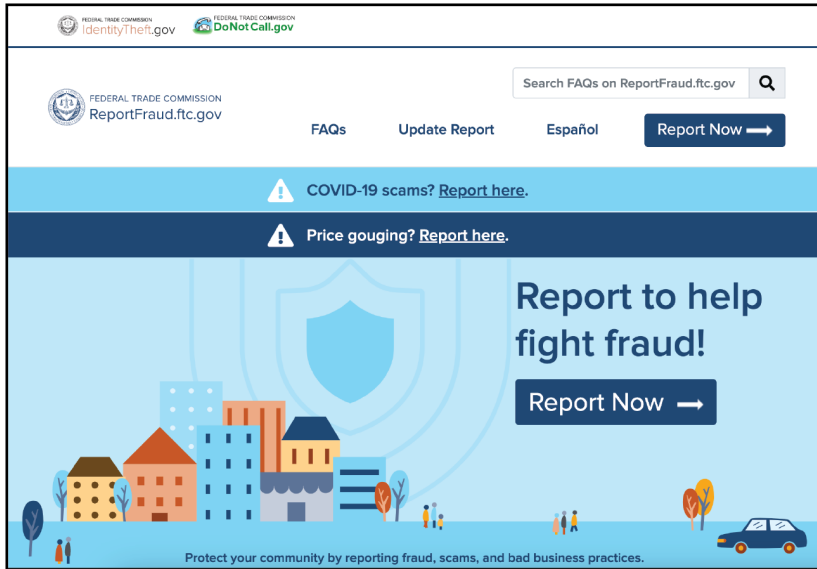 FEDERAL TRADE COMMISSION
IdentityTheft.gov
FEDERAL TRADE COMMISSION
DoNotCall.gov
Search FAQs on ReportFraud.ftc.gov
FEDERAL TRADE COMMISSION
ReportFraud.ftc.gov
FAQs Update Report Español Report Now
COVID-19 scams? Report here.
Price gouging? Report here.
Report to help
fight fraud!
Report Now
Protect your community by reporting fraud, scams, and bad business practices.